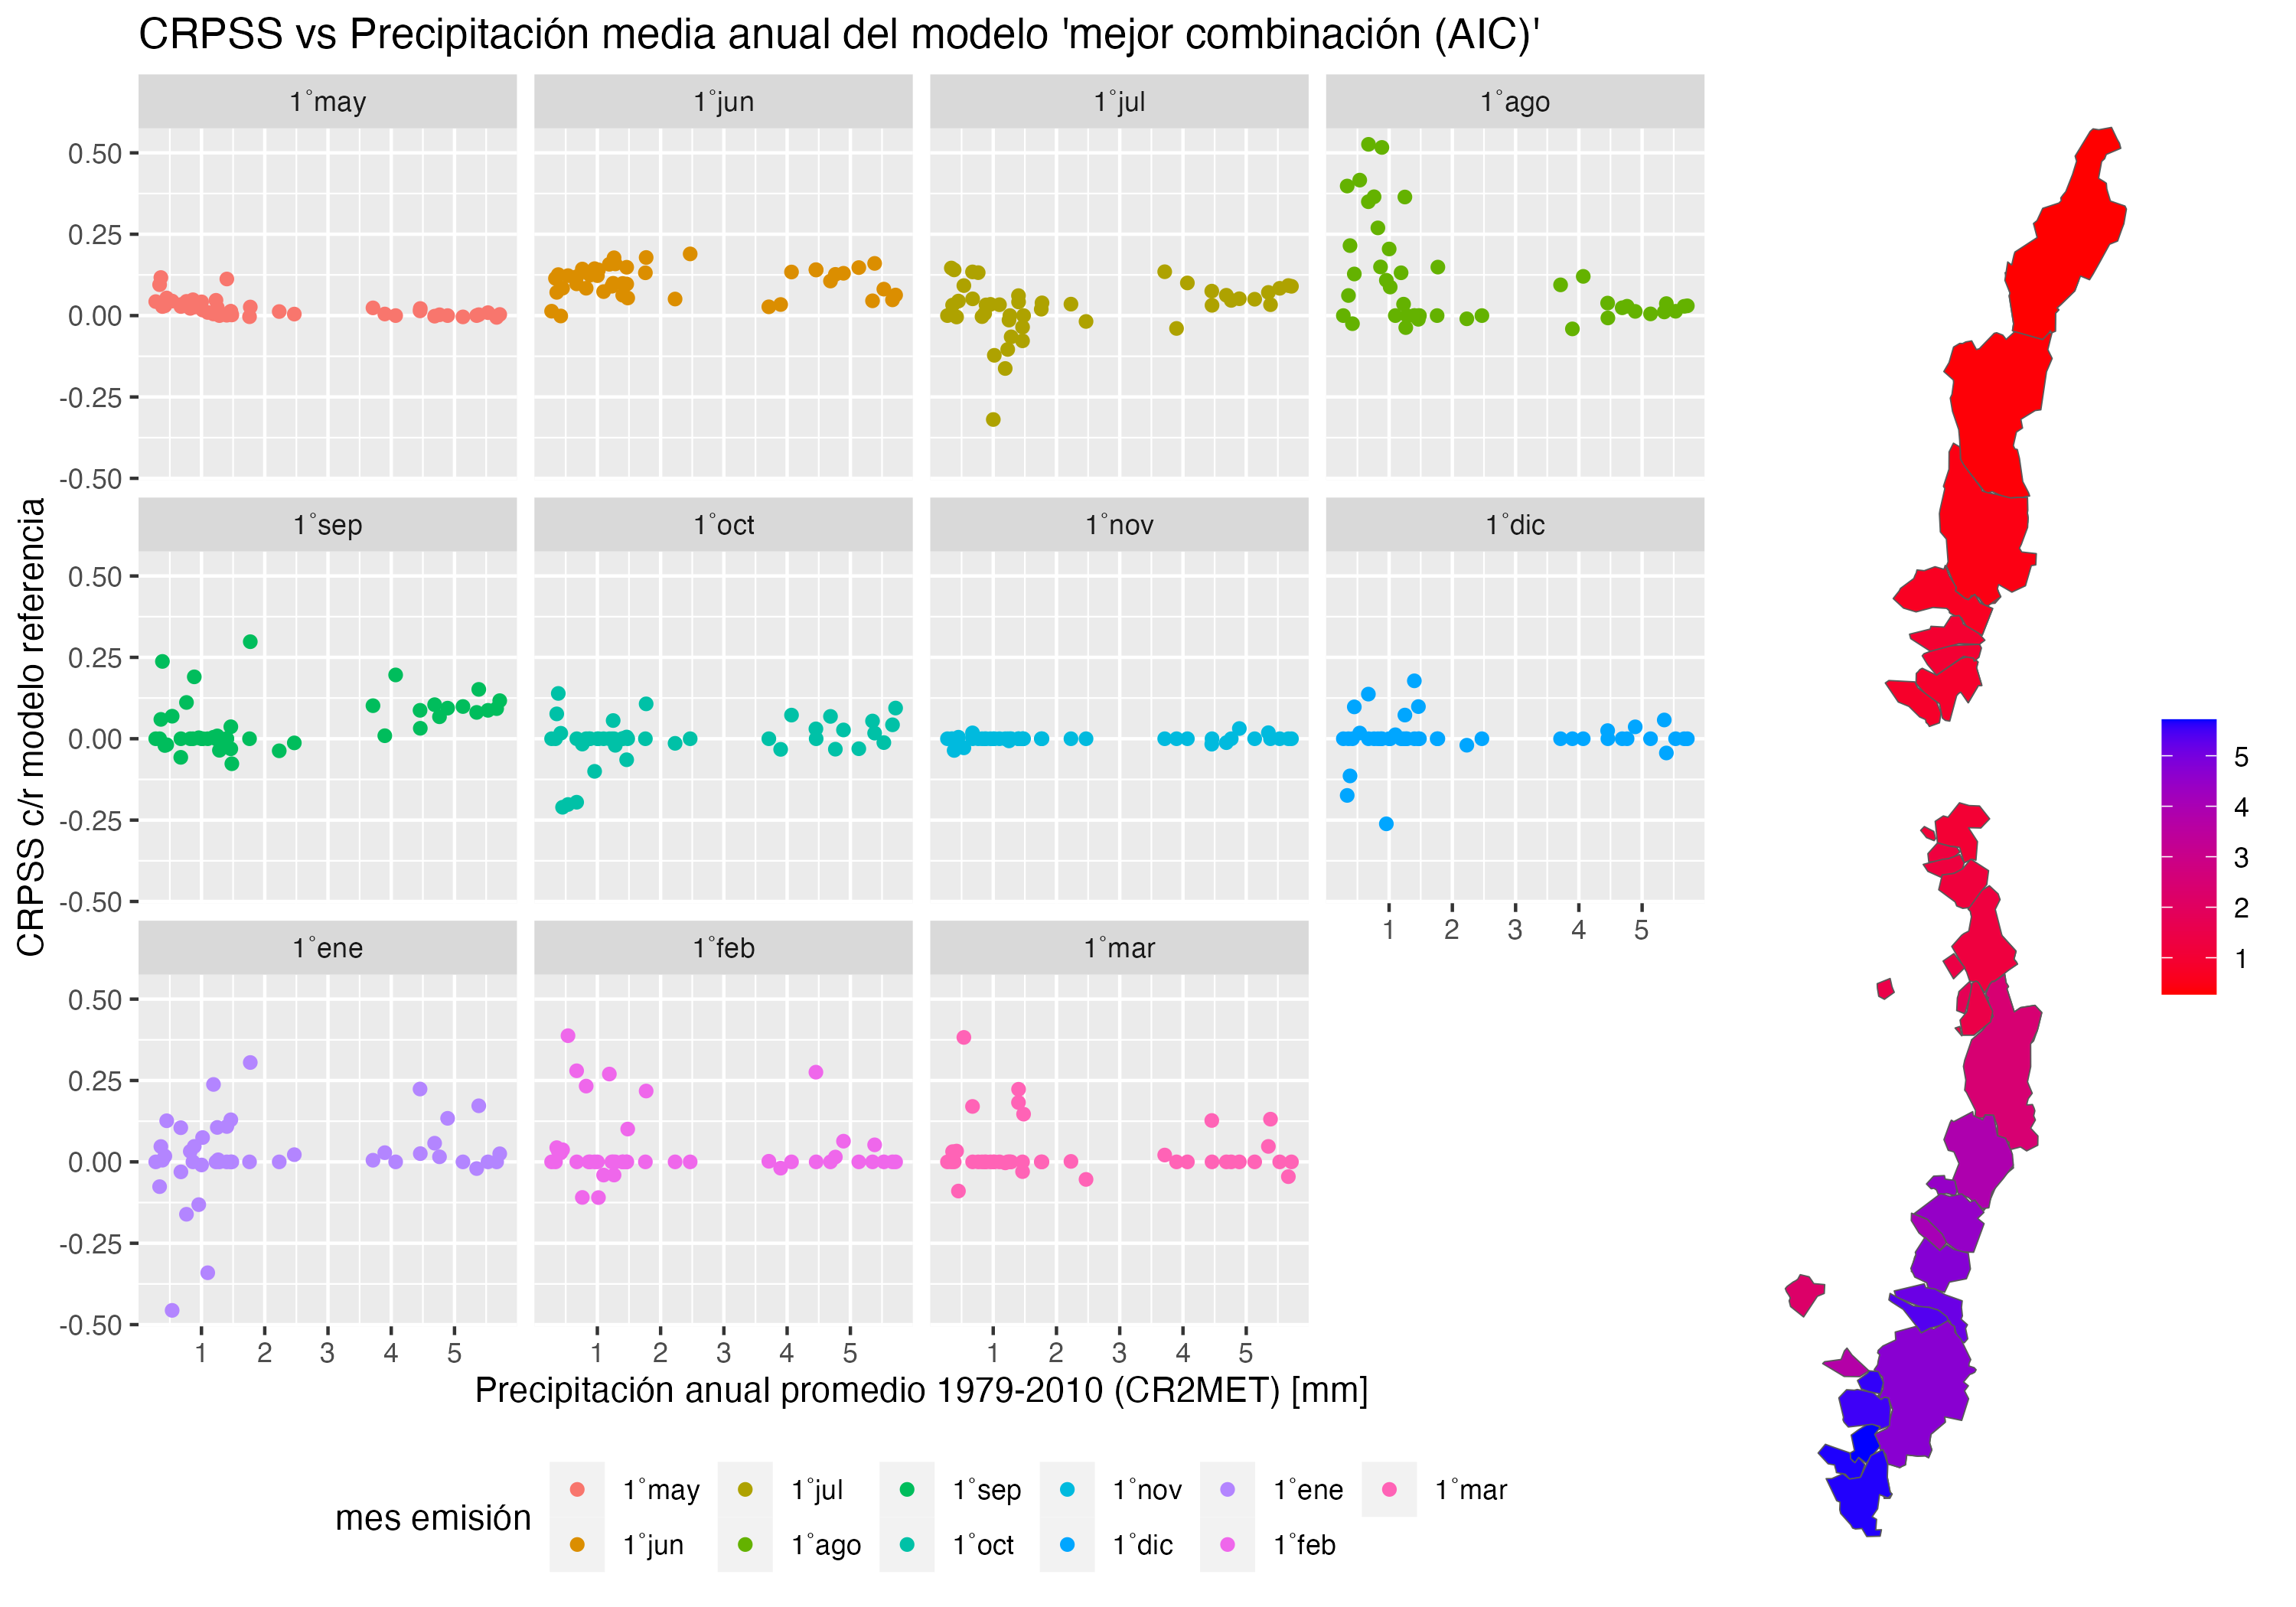 CRPSS vs Precipitación media anual del modelo 'mejor combinación (AIC)'
1°may
1°jun
1°jul
1°ago
0.50
0.25
0.00
-0.25
-0.50
1°sep
1°oct
1°nov
1°dic
0.50
0.25
0.00
-0.25
-0.50
1
2
3
4
5
1°ene
1°feb
1°mar
0.50
0.25
0.00
-0.25
-0.50
1
2
3
4
5
1
2
3
4
5
1
2
3
4
5
CRPSS c/r modelo referencia
Precipitación anual promedio 1979-2010 (CR2MET) [mm]
5
4
3
2
1
mes emisión
1°may
1°jul
1°sep
1°nov
1°ene
1°mar
1°jun
1°ago
1°oct
1°dic
1°feb